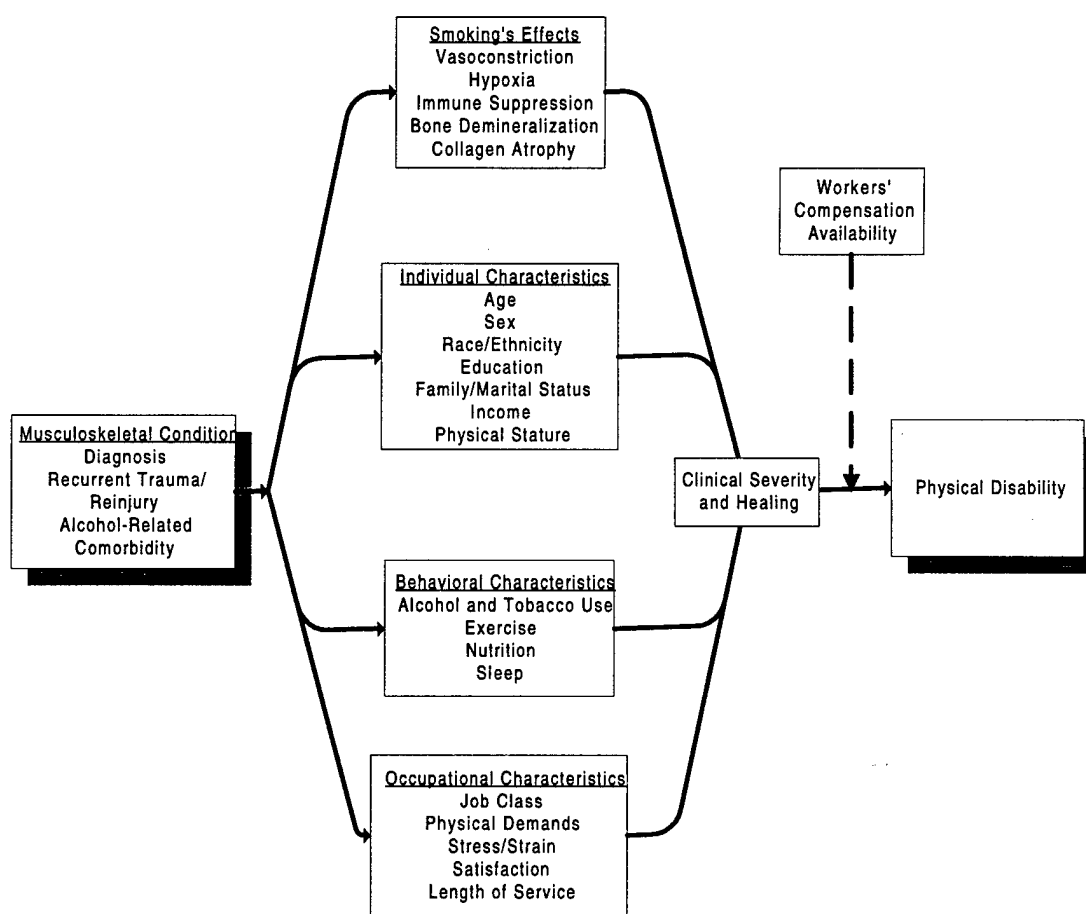 Smoking's Effects
Vasoconstriction
Hypoxia
Immune Suppression
Bone Demineralization
Collagen Atrophy
Workers'
Compensation
Availability
Individual Characteristics
Age
Sex
Race/Ethnicity
Education
Family/Marital Status
Income
Physical Stature
Musculoskeletal Condition
Diagnosis
Recurrent Trauma/
Reinjury
Alcohol-Related
Comorbidity
Clinical Severity
and Healing
Physical Disability
Behavioral Characteristics
Alcohol and Tobacco Use
Exercise
Nutrition
Sleep
Occupational Characteristics
Job Class
Physical Demands
Stress/Strain
Satisfaction
Length of Service